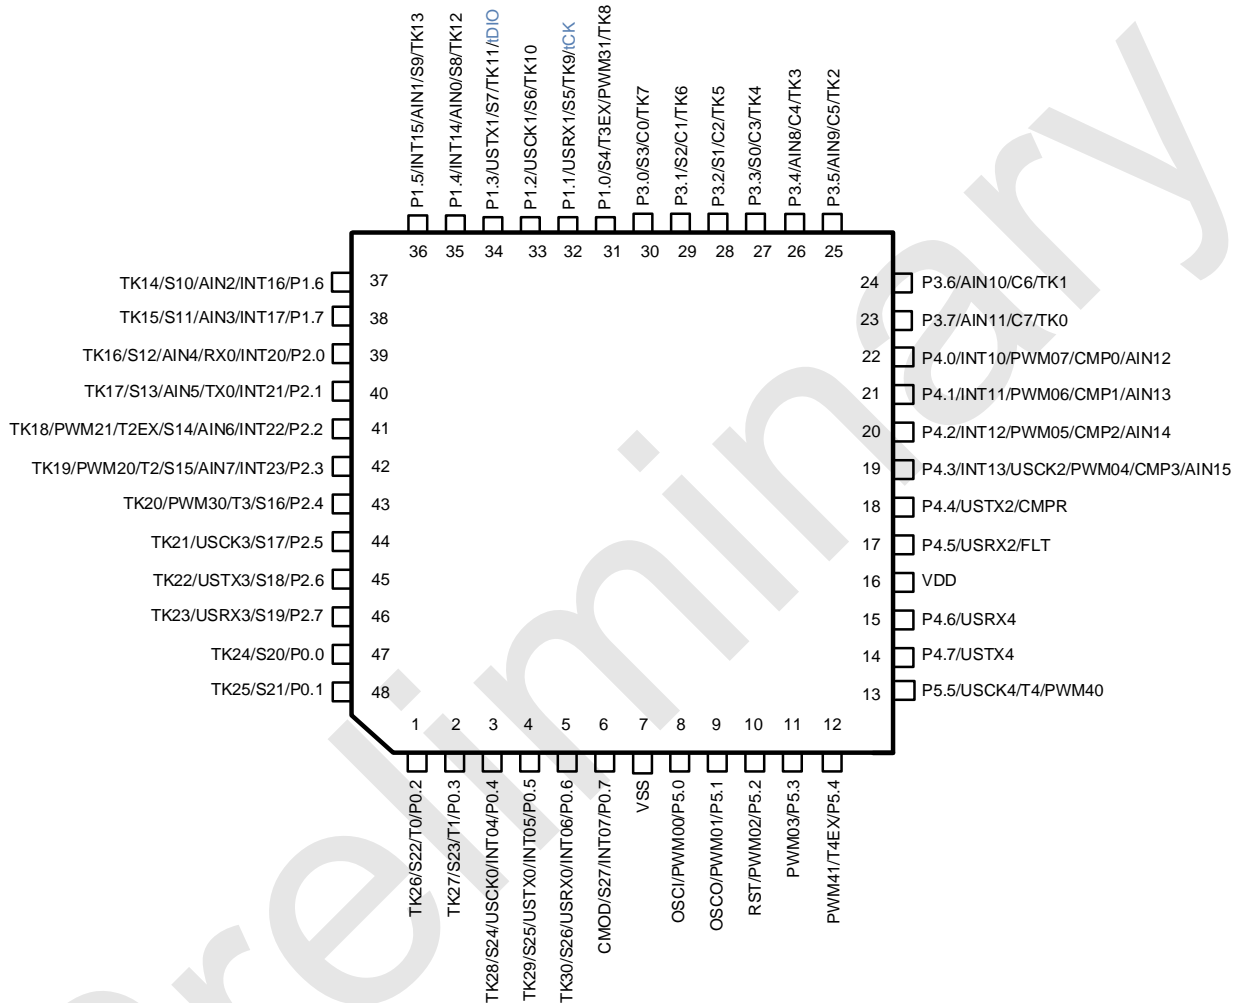 P1.5/INT15/AIN1/S9/TK13
P1.4/INT14/AIN0/S8/TK12
P1.3/USTX1/S7/TK11/tDIO
P1.2/USCK1/S6/TK10
P1.1/USRX1/S5/TK9/tCK
P1.0/S4/T3EX/PWM31/TK8
P3.0/S3/C0/TK7
P3.1/S2/C1/TK6
P3.2/S1/C2/TK5
P3.3/S0/C3/TK4
P3.4/AIN8/C4/TK3
P3.5/AIN9/C5/TK2
36 35 34 33 32 31 30 29 28 27 26 25
TK14/S10/AIN2/INT16/P1.6 37 24 P3.6/AIN10/C6/TK1
TK15/S11/AIN3/INT17/P1.7 38 23 P3.7/AIN11/C7/TK0
TK16/S12/AIN4/RX0/INT20/P2.0 39 22 P4.0/INT10/PWM07/CMP0/AIN12
TK17/S13/AIN5/TX0/INT21/P2.1 40 21 P4.1/INT11/PWM06/CMP1/AIN13
TK18/PWM21/T2EX/S14/AIN6/INT22/P2.2 41 20 P4.2/INT12/PWM05/CMP2/AIN14
TK19/PWM20/T2/S15/AIN7/INT23/P2.3 42 19 P4.3/INT13/USCK2/PWM04/CMP3/AIN15
TK20/PWM30/T3/S16/P2.4 43 18 P4.4/USTX2/CMPR
TK21/USCK3/S17/P2.5 44 17 P4.5/USRX2/FLT
TK22/USTX3/S18/P2.6 45 16 VDD
TK23/USRX3/S19/P2.7 46 15 P4.6/USRX4
TK24/S20/P0.0 47 14 P4.7/USTX4
TK25/S21/P0.1 48 13 P5.5/USCK4/T4/PWM40
1 2 3 4 5 6 7 8 9 10 11 12
TK26/S22/T0/P0.2
TK27/S23/T1/P0.3
TK28/S24/USCK0/INT04/P0.4
TK29/S25/USTX0/INT05/P0.5
TK30/S26/USRX0/INT06/P0.6
CMOD/S27/INT07/P0.7
VSS
OSCI/PWM00/P5.0
OSCO/PWM01/P5.1
RST/PWM02/P5.2
PWM03/P5.3
PWM41/T4EX/P5.4
Preliminary